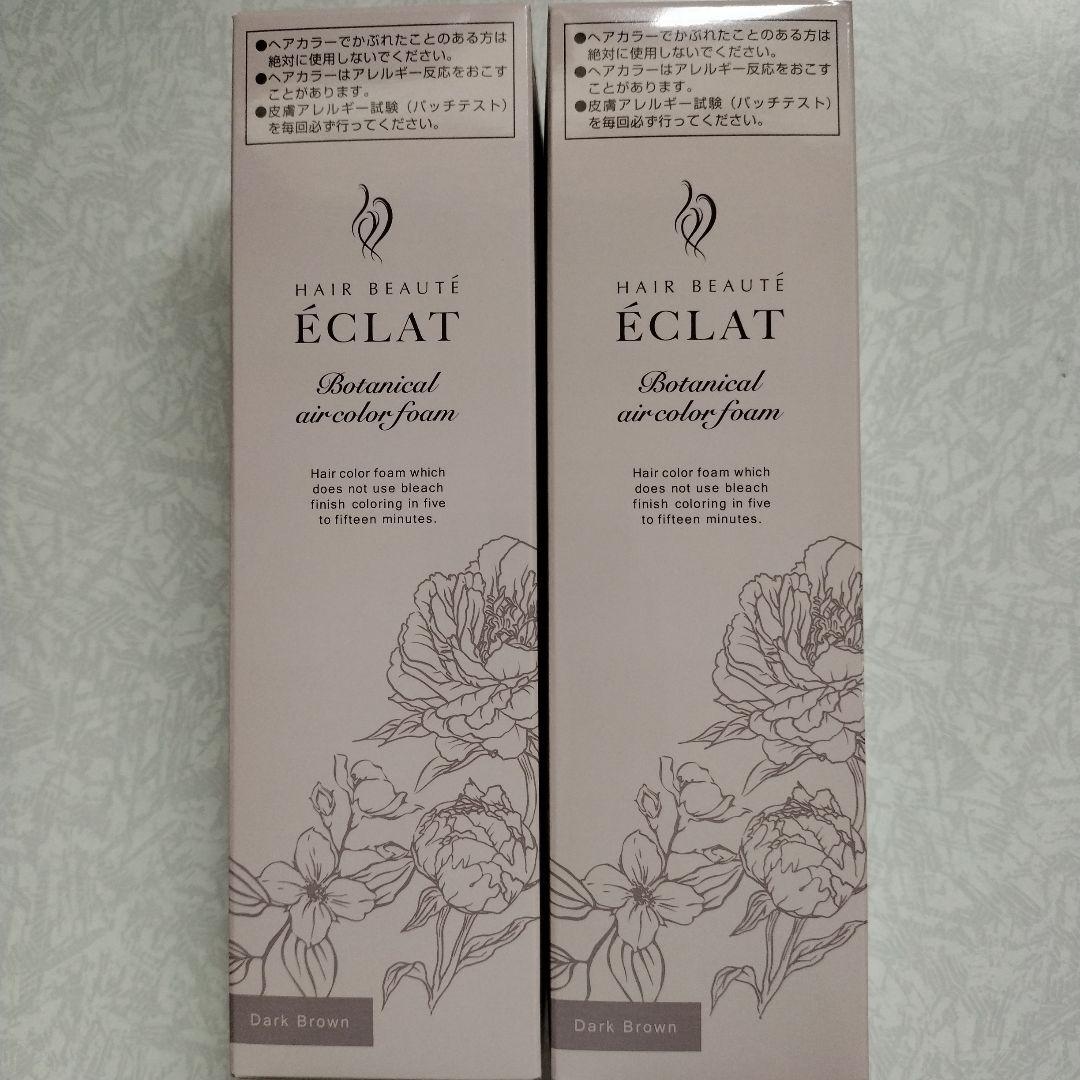 ●ヘアカラーでかぶれたことのある方は
絶対に使用しないでください。
●ヘアカラーはアレルギー反応をおこす
ことがあります。
●皮膚アレルギー試験（パッチテスト）
を毎回必ず行ってください。
HAIR BEAUTÉ
ÉCLAT
Botanical
air color foam
Hair color foam which
does not use bleach
finish coloring in five
to fifteen minutes.
Dark Brown
●ヘアカラーでかぶれたことのある方は
絶対に使用しないでください。
●ヘアカラーはアレルギー反応をおこす
ことがあります。
●皮膚アレルギー試験（パッチテスト）
を毎回必ず行ってください。
HAIR BEAUTÉ
ÉCLAT
Botanical
air color foam
Hair color foam which
does not use bleach
finish coloring in five
to fifteen minutes.
Dark Brown